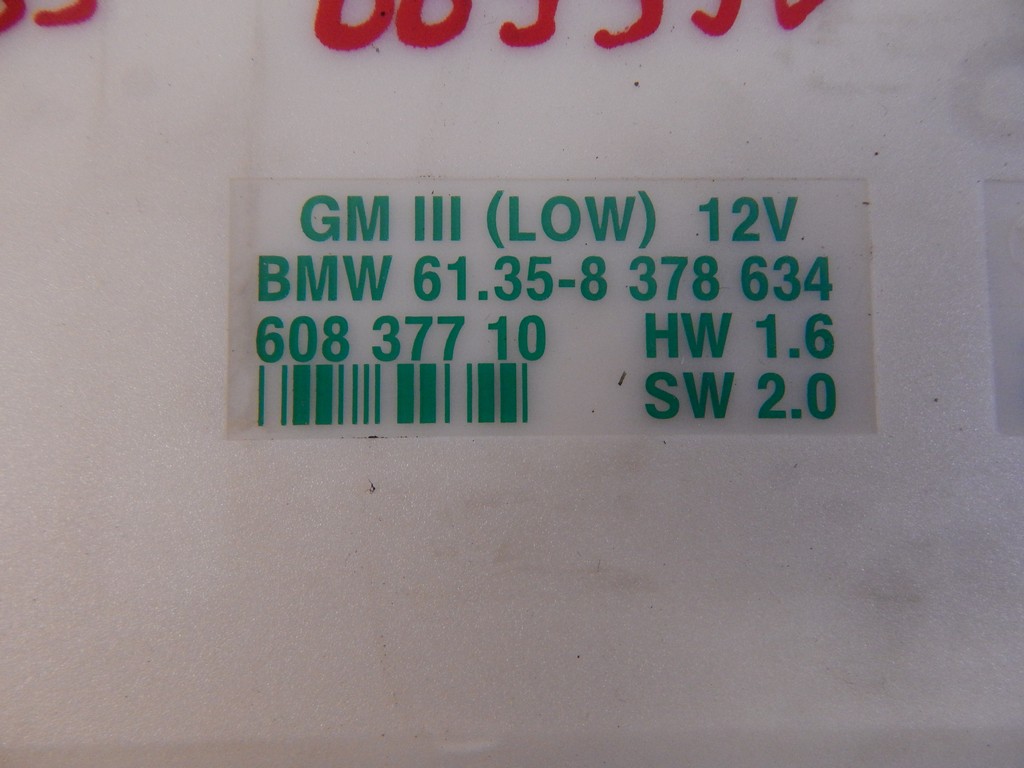 GM III (LOW) 12V
BMW 61.35-8 378 634
608 377 10 HW 1.6
SW 2.0